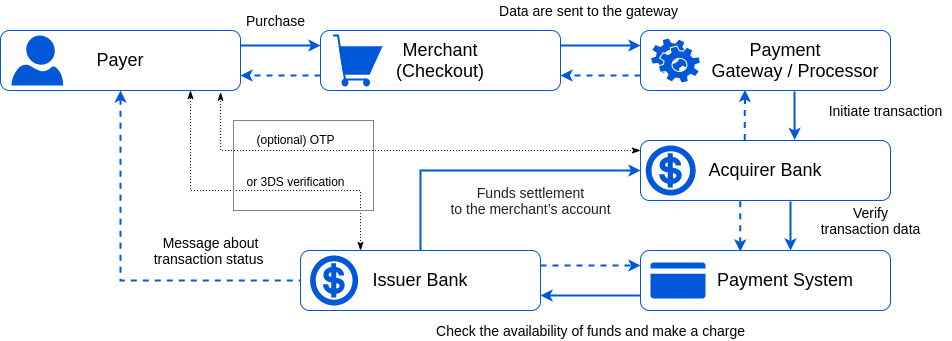 Purchase
Data are sent to the gateway
Payer
Merchant
(Checkout)
Payment
Gateway / Processor
Initiate transaction
(optional) OTP
or 3DS verification
Acquirer Bank
Funds settlement
to the merchant’s account
Verify
transaction data
Message about
transaction status
Issuer Bank
Payment System
Check the availability of funds and make a charge